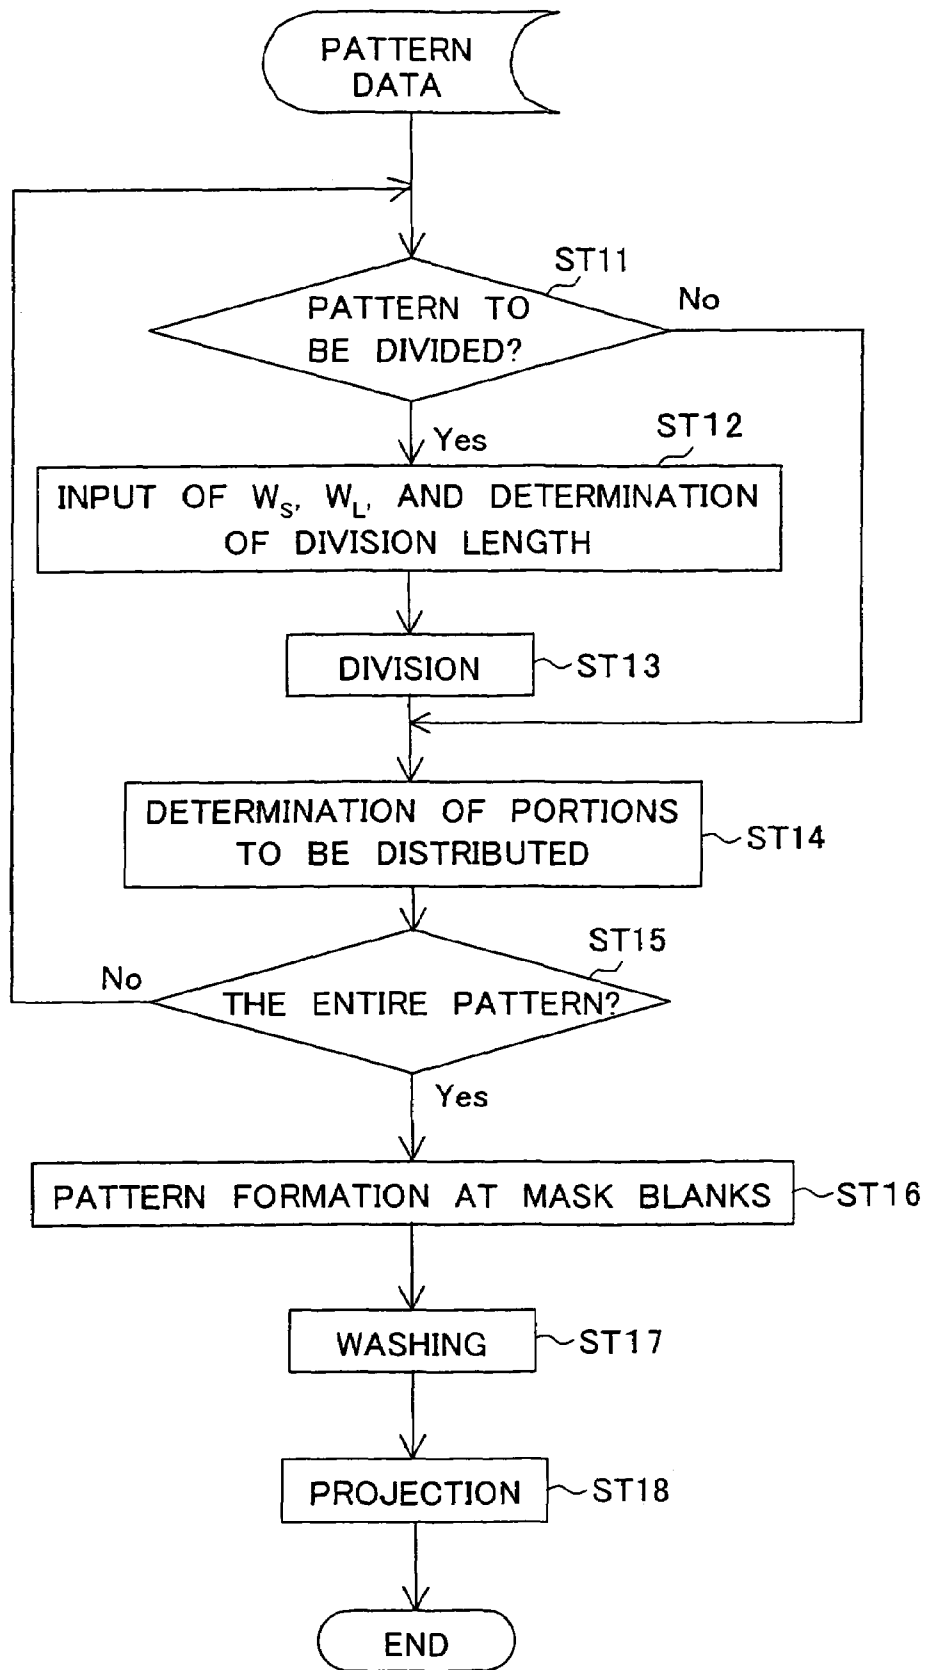 PATTERN
DATA
ST11
PATTERN TO
BE DIVIDED?
No
Yes
ST12
INPUT OF WS, WL, AND DETERMINATION
OF DIVISION LENGTH
DIVISION
ST13
DETERMINATION OF PORTIONS
TO BE DISTRIBUTED
ST14
ST15
No
THE ENTIRE PATTERN?
Yes
PATTERN FORMATION AT MASK BLANKS
ST16
WASHING
ST17
PROJECTION
ST18
END